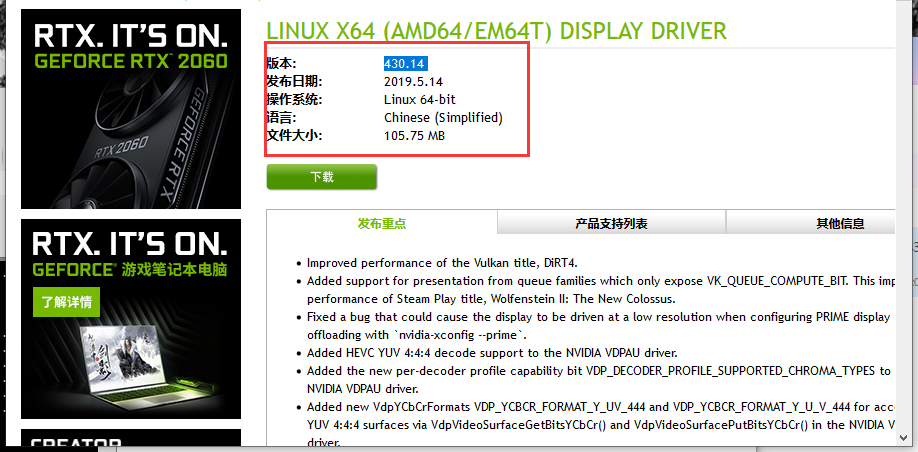 RTX. IT'S ON.
GEFORCE RTX™ 2060
RTX 2060
GEFORCE RTX
RTX. IT'S ON.
GEFORCE® 游戏笔记本电脑
了解详情
LINUX X64 (AMD64/EM64T) DISPLAY DRIVER
版本: 430.14
发布日期: 2019.5.14
操作系统: Linux 64-bit
语言: Chinese (Simplified)
文件大小: 105.75 MB
下载
发布重点 产品支持列表 其他信息
Improved performance of the Vulkan title, DiRT4.
Added support for presentation from queue families which only expose VK_QUEUE_COMPUTE_BIT. This imp
performance of Steam Play title, Wolfenstein II: The New Colossus.
Fixed a bug that could cause the display to be driven at a low resolution when configuring PRIME display
offloading with `nvidia-xconfig --prime`.
Added HEVC YUV 4:4:4 decode support to the NVIDIA VDPAU driver.
Added the new per-decoder profile capability bit VDP_DECODER_PROFILE_SUPPORTED_CHROMA_TYPES to
NVIDIA VDPAU driver.
Added new VdpYCbCrFormats VDP_YCBCR_FORMAT_Y_UV_444 and VDP_YCBCR_FORMAT_Y_U_V_444 for acc
YUV 4:4:4 surfaces via VdpVideoSurfaceGetBitsYCbCr() and VdpVideoSurfacePutBitsYCbCr() in the NVIDIA V
driver.
CREATOR